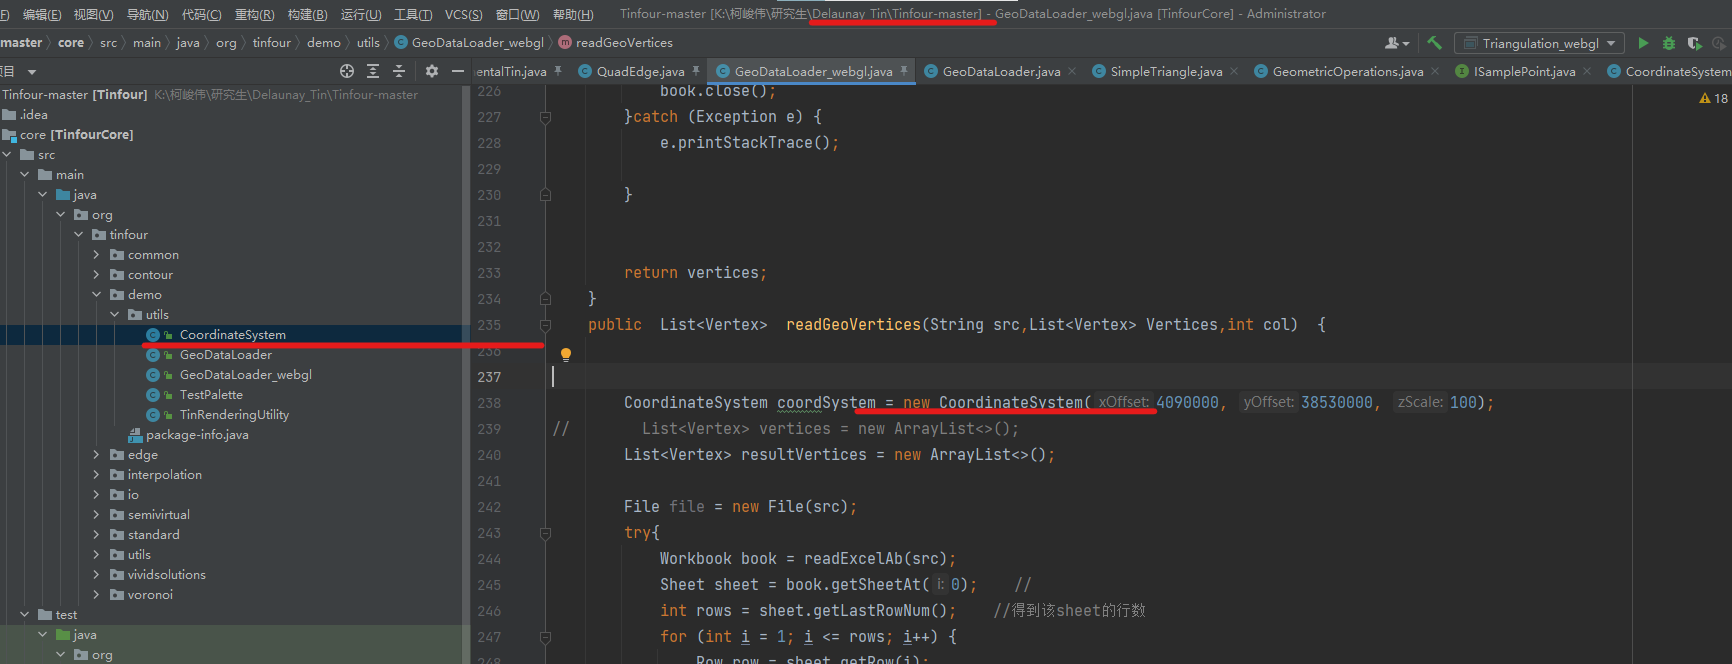 F) 编辑(E) 视图(V) 导航(N) 代码(C) 重构(R) 构建(B) 运行(U) 工具(T) VCS(S) 窗口(W) 帮助(H) Tinfour-master [K:\柯峻伟\研究生\Delaunay_Tin\Tinfour-master] - GeoDataLoader_webgl.java [TinfourCore] - Administrator
master core src main java org tinfour demo utils GeoDataLoader_webgl readGeoVertices Triangulation_webgl
项目 entalTin.java QuadEdge.java GeoDataLoader_webgl.java GeoDataLoader.java SimpleTriangle.java GeometricOperations.java ISamplePoint.java CoordinateSystem
Tinfour-master [Tinfour] K:\柯峻伟\研究生\Delaunay_Tin\Tinfour-master
.idea
core [TinfourCore]
src
main
java
org
tinfour
common
contour
demo
utils
CoordinateSystem
GeoDataLoader
GeoDataLoader_webgl
TestPalette
TinRenderingUtility
package-info.java
edge
interpolation
io
semivirtual
standard
utils
vividsolutions
voronoi
test
java
org
18
226 book.close();
227 }catch (Exception e) {
228 e.printStackTrace();
229
230 }
231
232
233 return vertices;
234 }
235 public List<Vertex> readGeoVertices(String src,List<Vertex> Vertices,int col) {
236
237
238 CoordinateSystem coordSystem = new CoordinateSystem( xOffset: 4090000, yOffset: 38530000, zScale: 100);
239 // List<Vertex> vertices = new ArrayList<>();
240 List<Vertex> resultVertices = new ArrayList<>();
241
242 File file = new File(src);
243 try{
244 Workbook book = readExcelAb(src);
245 Sheet sheet = book.getSheetAt( i: 0); //
246 int rows = sheet.getLastRowNum(); //得到该sheet的行数
247 for (int i = 1; i <= rows; i++) {
248 Row row = sheet.getRow(i);